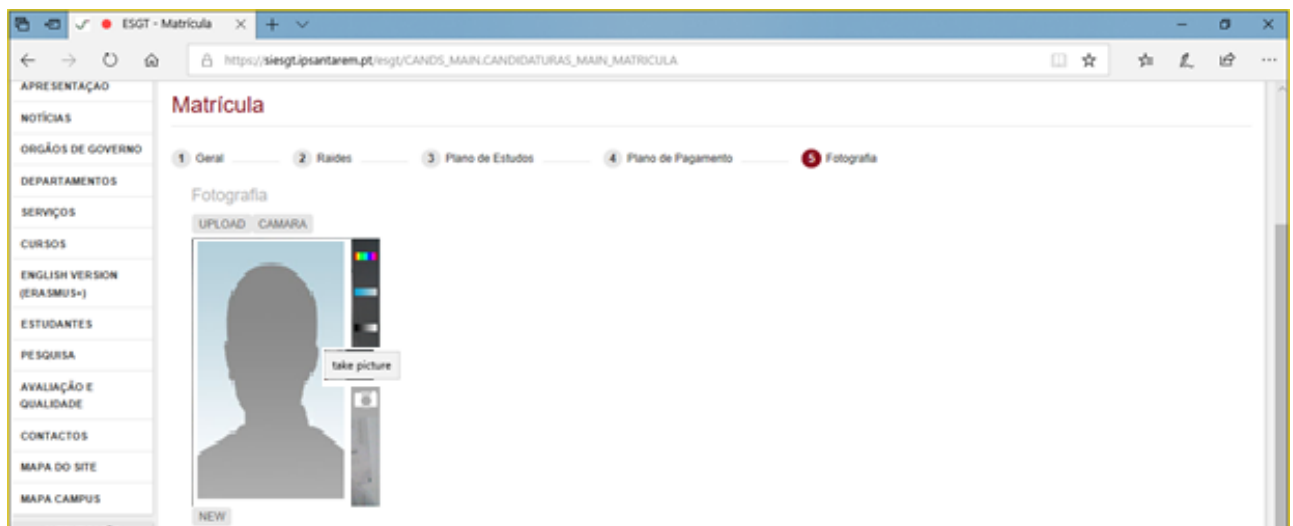 ESGT - Matrícula
https://siesgt.ipsantarem.pt/esgt/CANDS_MAIN.CANDIDATURAS_MAIN_MATRICULA
APRESENTAÇÃO
NOTÍCIAS
ORGÃOS DE GOVERNO
DEPARTAMENTOS
SERVIÇOS
CURSOS
ENGLISH VERSION
(ERASMUS+)
ESTUDANTES
PESQUISA
AVALIAÇÃO E
QUALIDADE
CONTACTOS
MAPA DO SITE
MAPA CAMPUS
Matrícula
1 Geral 2 Raides 3 Plano de Estudos 4 Plano de Pagamento 5 Fotografia
Fotografia
UPLOAD CAMARA
take picture
NEW